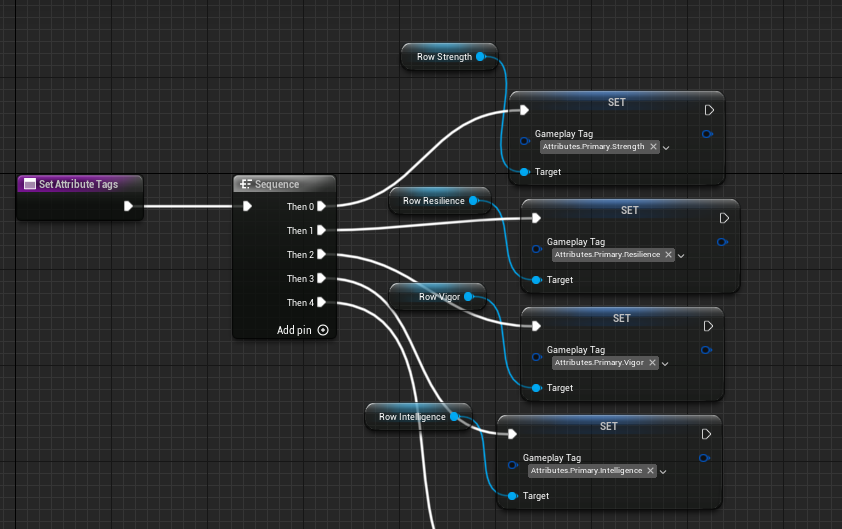 Row Strength
SET
Gameplay Tag
Attributes.Primary.Strength
Target
Set Attribute Tags
Sequence
Then 0
Then 1
Then 2
Then 3
Then 4
Add pin
Row Resilience
SET
Gameplay Tag
Attributes.Primary.Resilience
Target
Row Vigor
SET
Gameplay Tag
Attributes.Primary.Vigor
Target
Row Intelligence
SET
Gameplay Tag
Attributes.Primary.Intelligence
Target